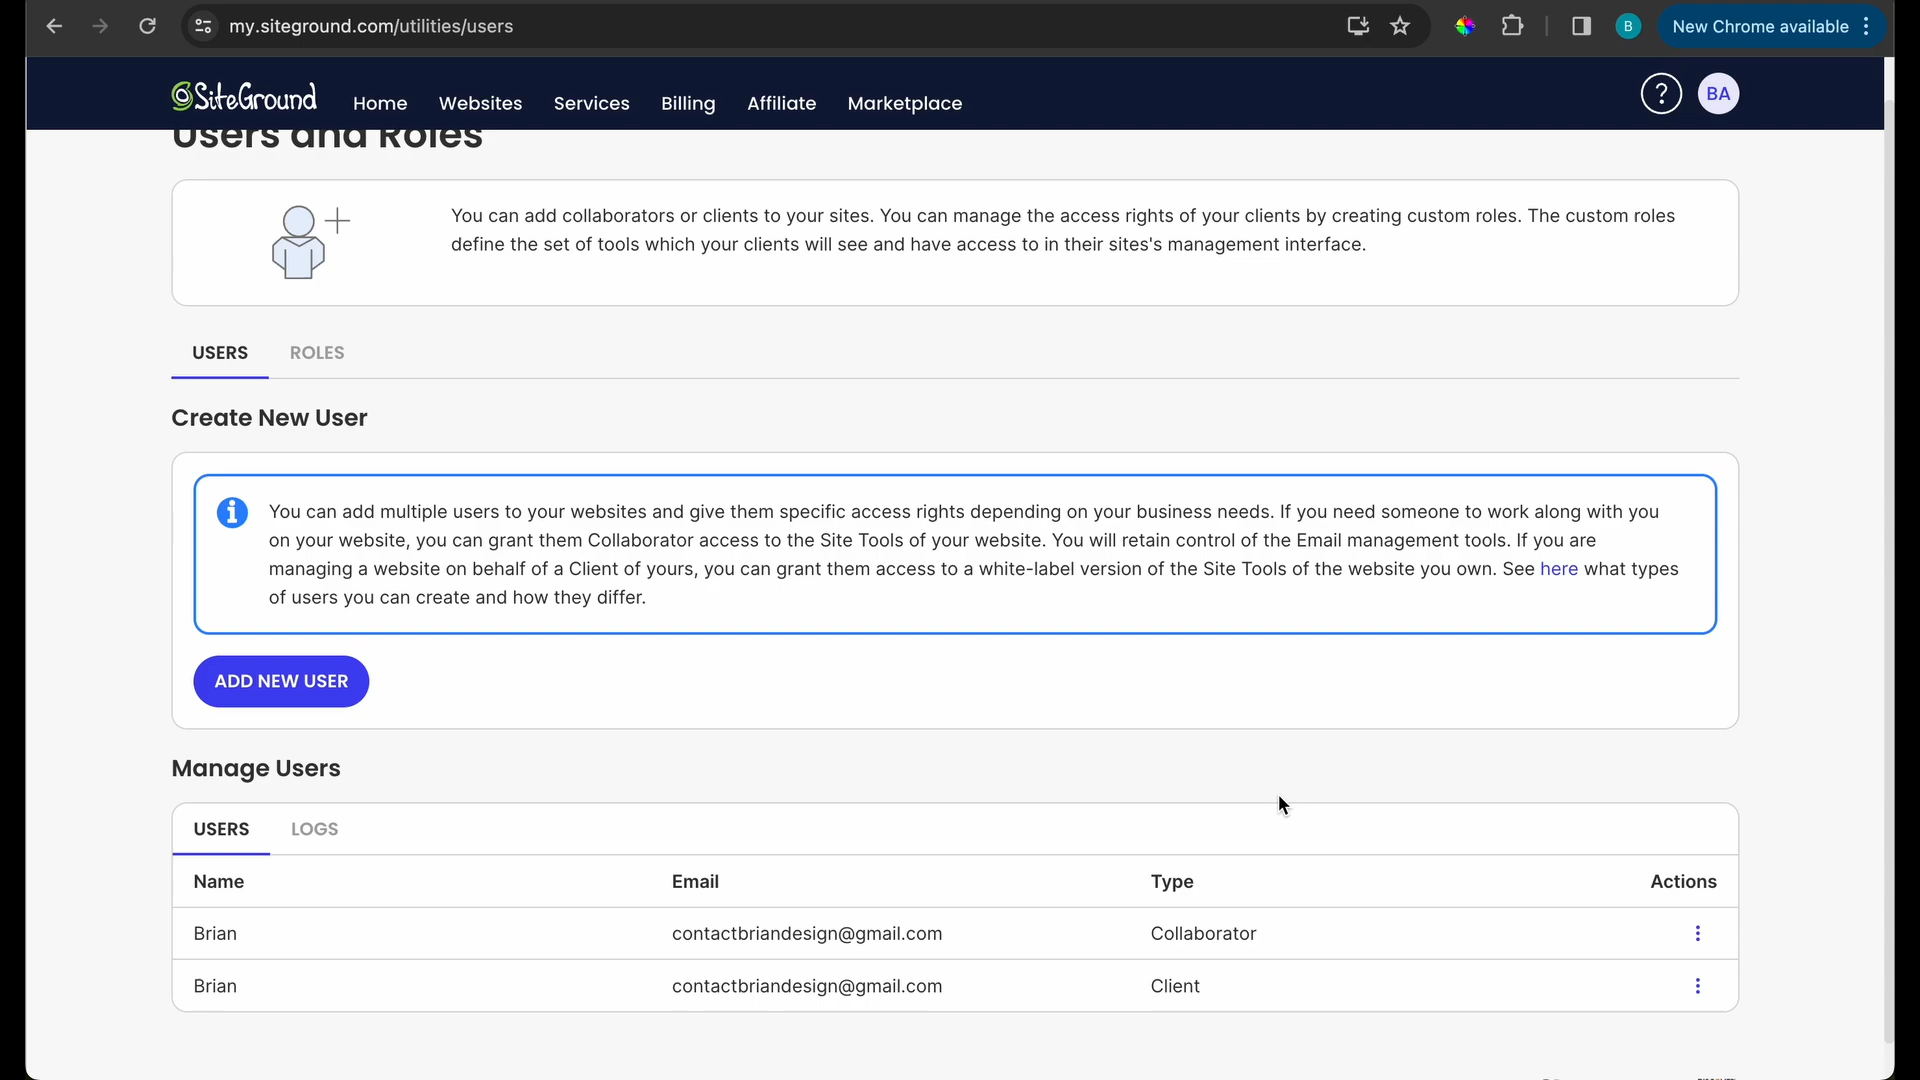 my.siteground.com/utilities/users
B
New Chrome available
SiteGround
Home
Websites
Services
Billing
Affiliate
Marketplace
?
BA
Users and Roles
You can add collaborators or clients to your sites. You can manage the access rights of your clients by creating custom roles. The custom roles
define the set of tools which your clients will see and have access to in their sites's management interface.
USERS
ROLES
Create New User
You can add multiple users to your websites and give them specific access rights depending on your business needs. If you need someone to work along with you
on your website, you can grant them Collaborator access to the Site Tools of your website. You will retain control of the Email management tools. If you are
managing a website on behalf of a Client of yours, you can grant them access to a white-label version of the Site Tools of the website you own. See here what types
of users you can create and how they differ.
ADD NEW USER
Manage Users
USERS
LOGS
Name Email Type Actions
Brian contactbriandesign@gmail.com Collaborator
Brian contactbriandesign@gmail.com Client